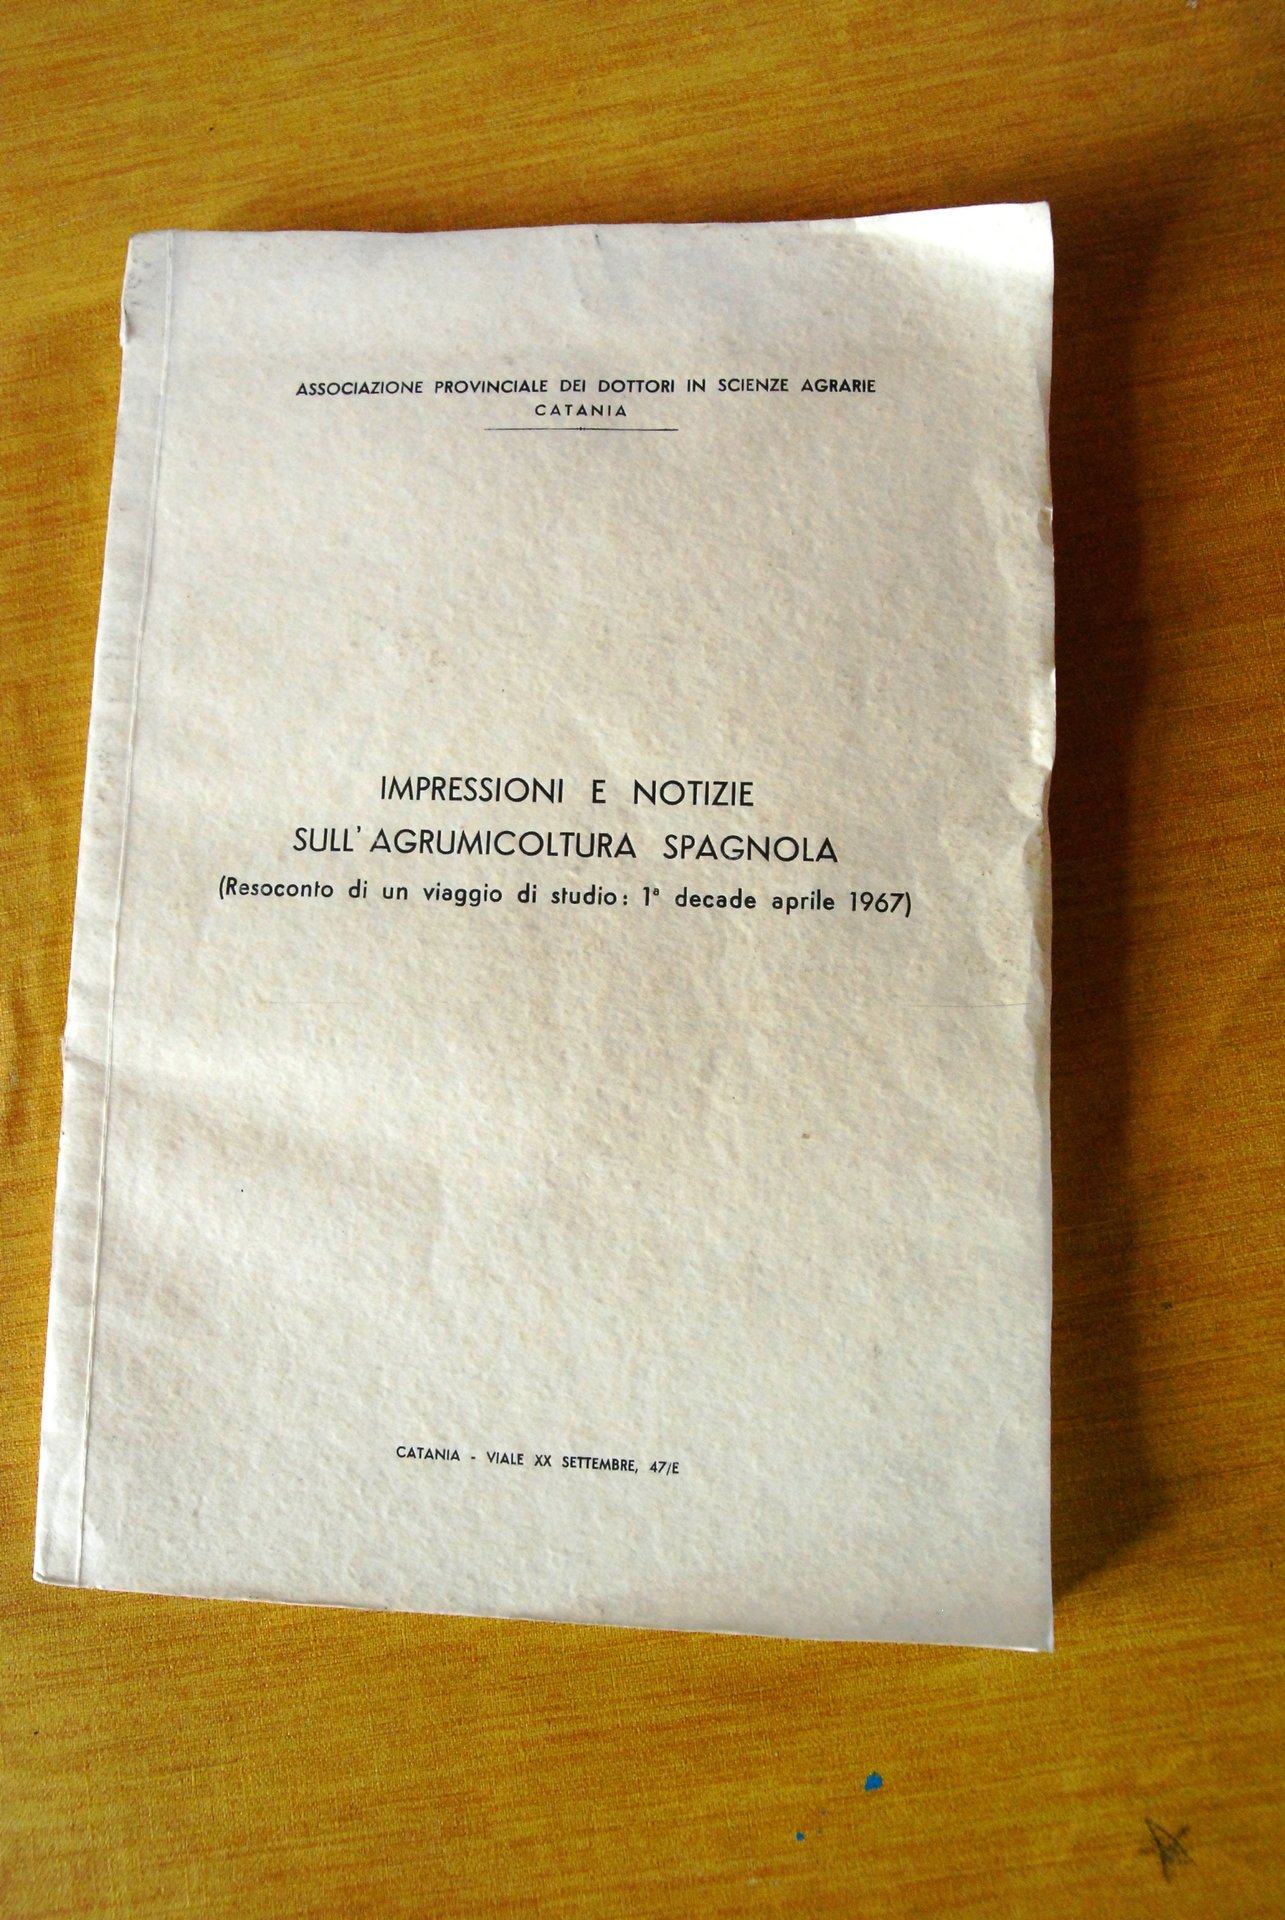 ASSOCIAZIONE PROVINCIALE DEI DOTTORI IN SCIENZE AGRARIE
CATANIA
IMPRESSIONI E NOTIZIE
SULL'AGRUMICOLTURA SPAGNOLA
(Resoconto di un viaggio di studio: 1ª decade aprile 1967)
CATANIA - VIALE XX SETTEMBRE, 47/E